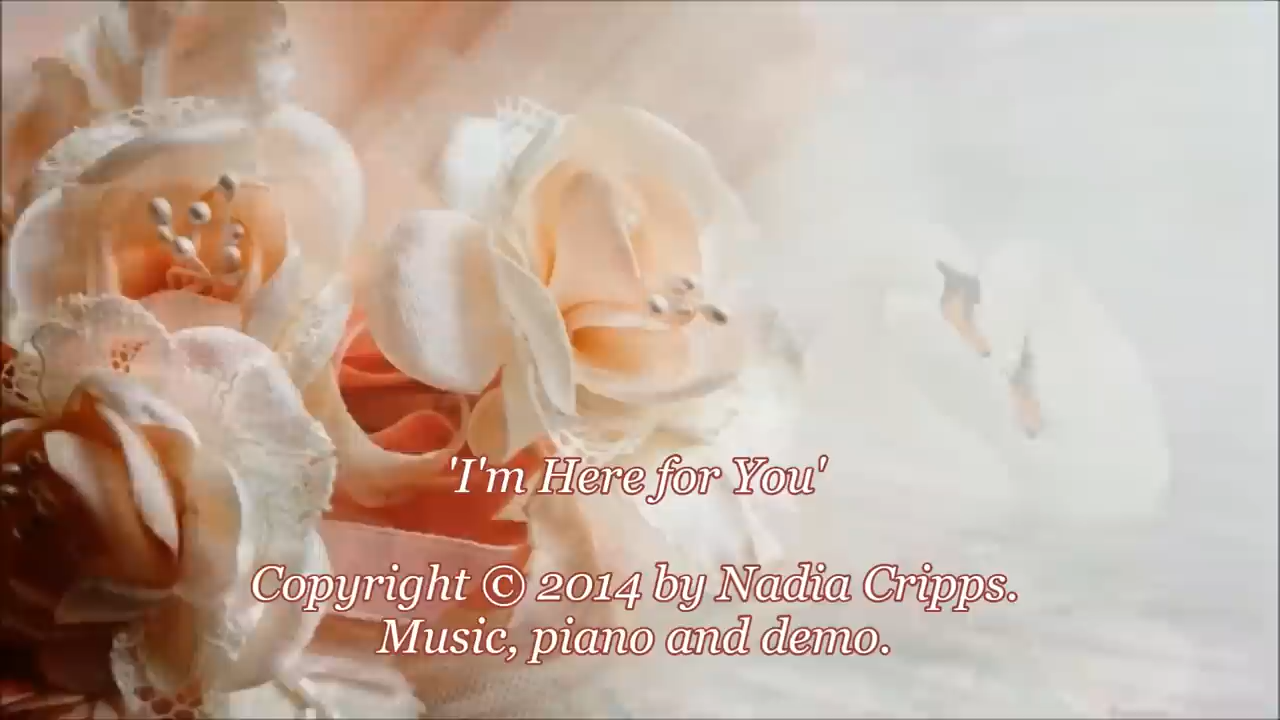 'I'm Here for You'
Copyright © 2014 by Nadia Cripps.
Music, piano and demo.